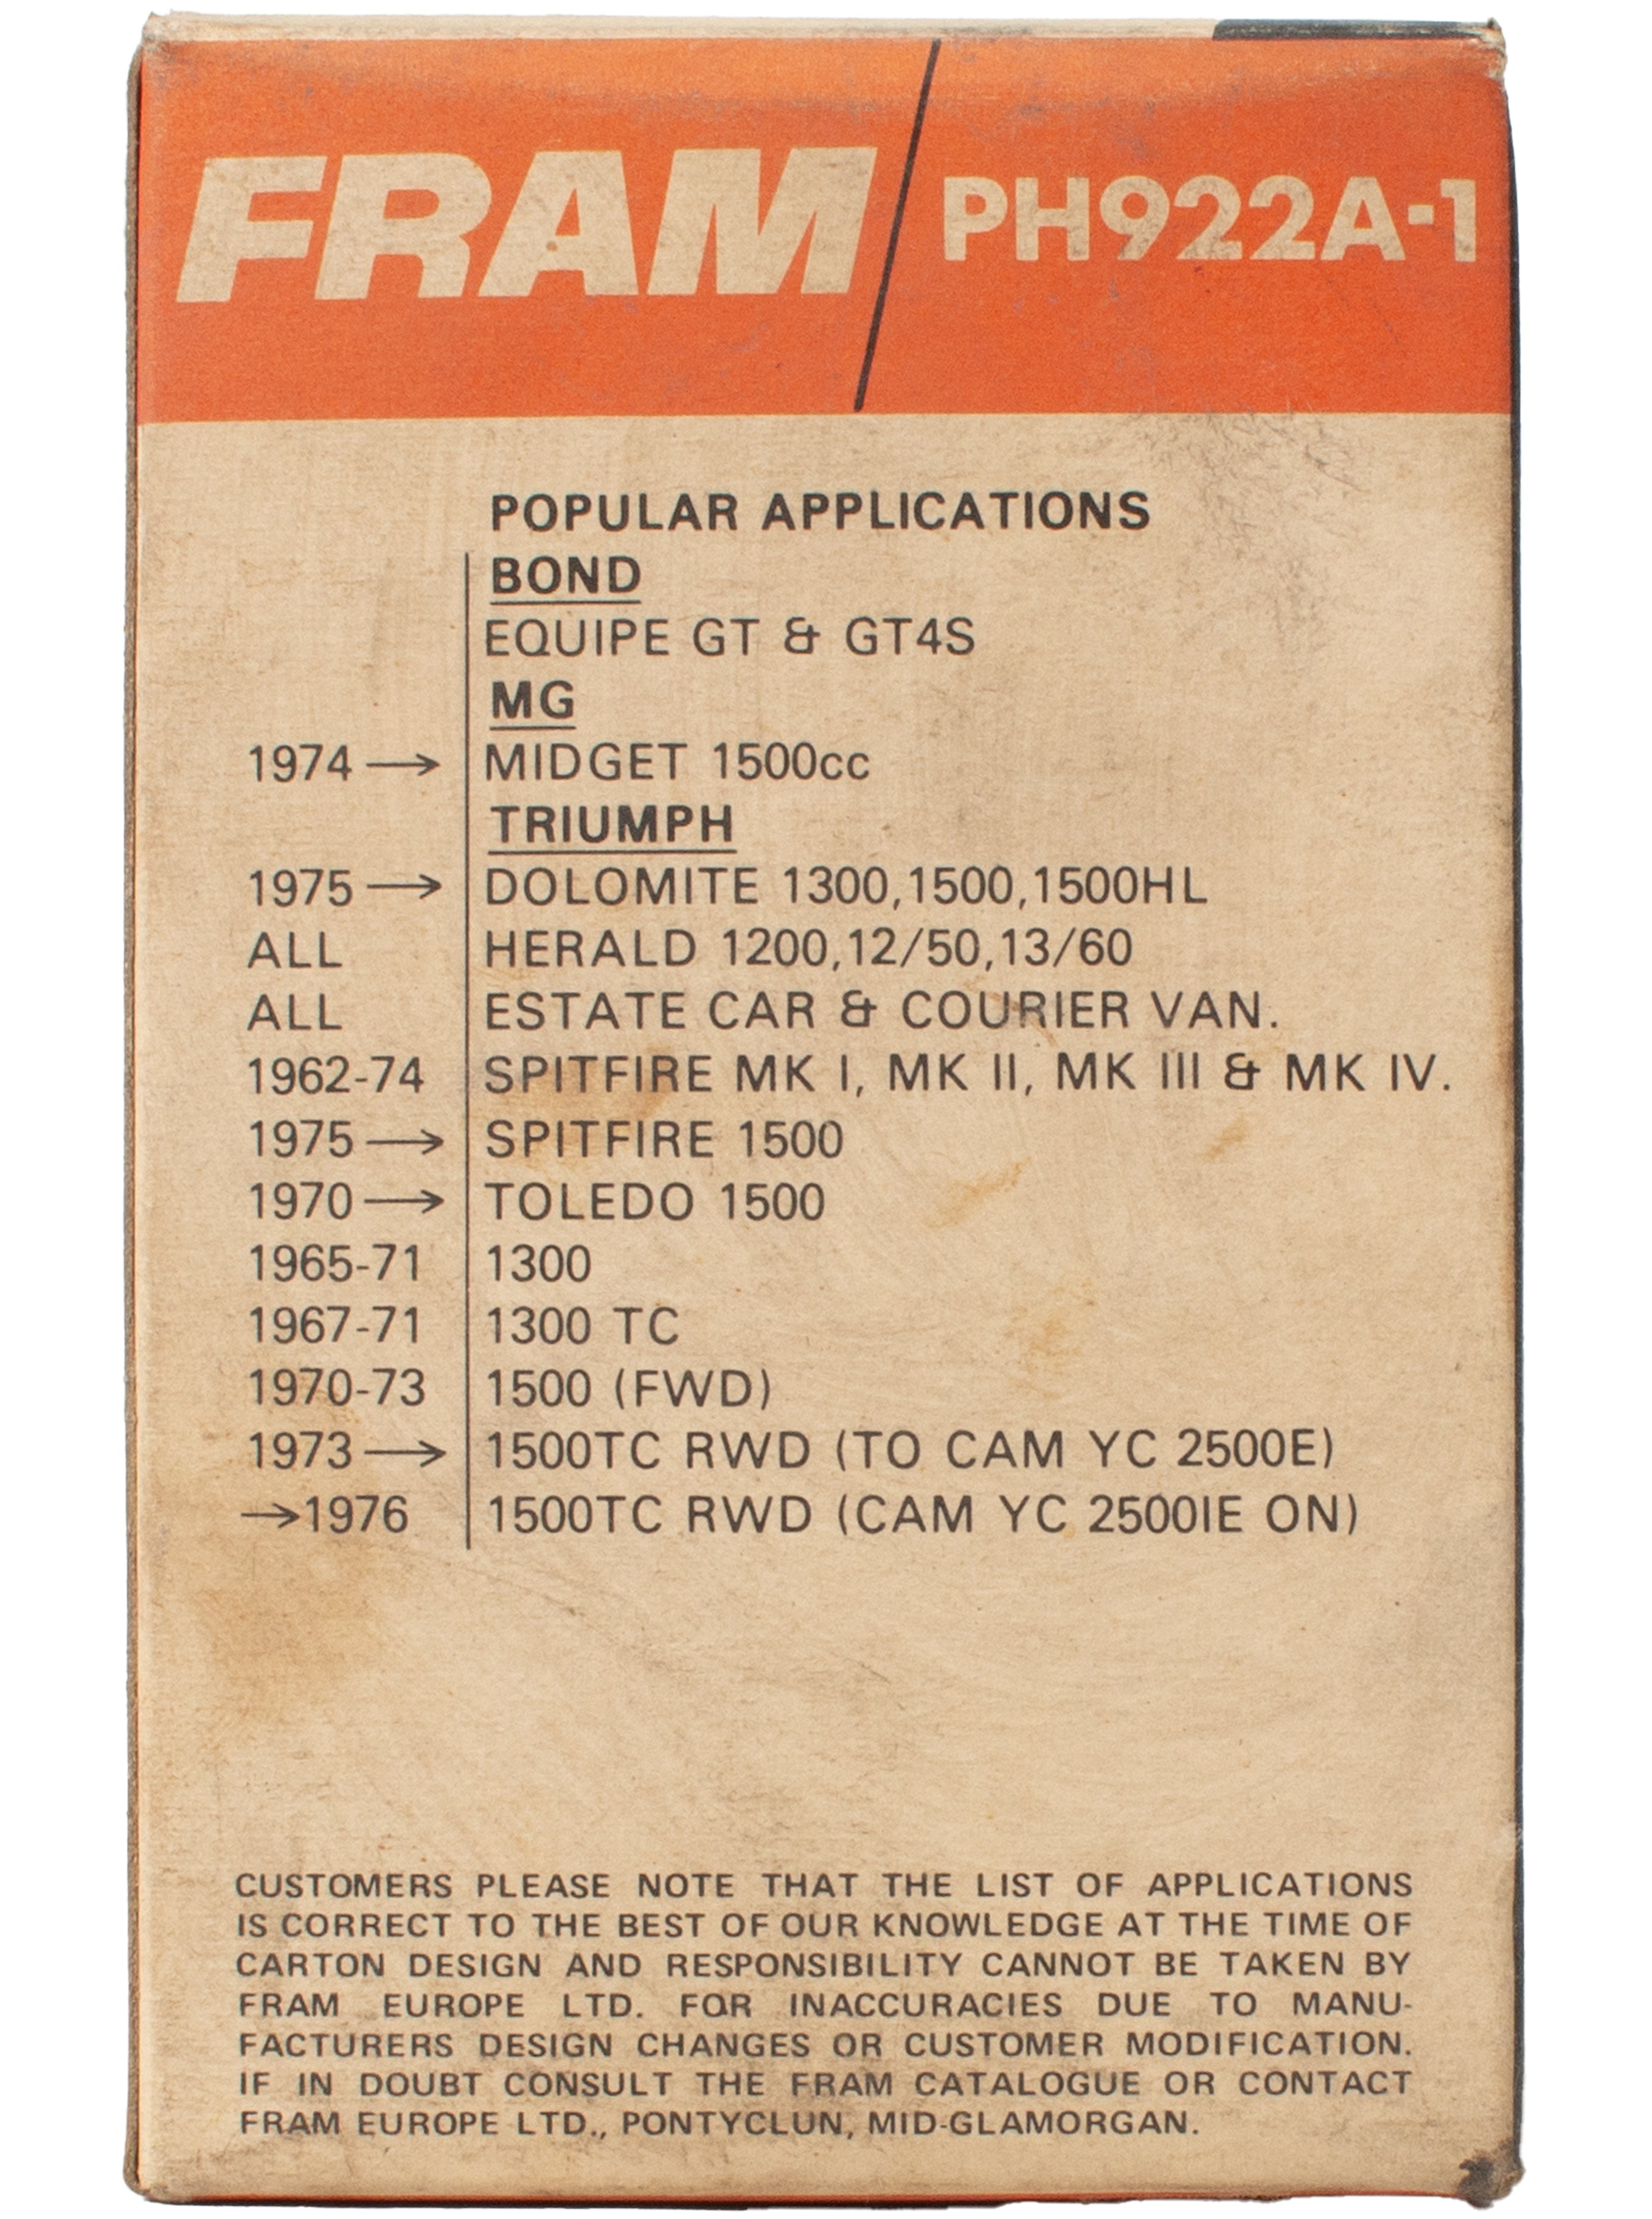 FRAM / PH922A-1
POPULAR APPLICATIONS
BOND
EQUIPE GT & GT4S
MG
1974 → MIDGET 1500cc
TRIUMPH
1975 → DOLOMITE 1300,1500,1500HL
ALL HERALD 1200,12/50,13/60
ALL ESTATE CAR & COURIER VAN.
1962-74 SPITFIRE MK I, MK II, MK III & MK IV.
1975 → SPITFIRE 1500
1970 → TOLEDO 1500
1965-71 1300
1967-71 1300 TC
1970-73 1500 (FWD)
1973 → 1500TC RWD (TO CAM YC 2500E)
→1976 1500TC RWD (CAM YC 2500IE ON)
CUSTOMERS PLEASE NOTE THAT THE LIST OF APPLICATIONS
IS CORRECT TO THE BEST OF OUR KNOWLEDGE AT THE TIME OF
CARTON DESIGN AND RESPONSIBILITY CANNOT BE TAKEN BY
FRAM EUROPE LTD. FOR INACCURACIES DUE TO MANU-
FACTURERS DESIGN CHANGES OR CUSTOMER MODIFICATION.
IF IN DOUBT CONSULT THE FRAM CATALOGUE OR CONTACT
FRAM EUROPE LTD., PONTYCLUN, MID-GLAMORGAN.